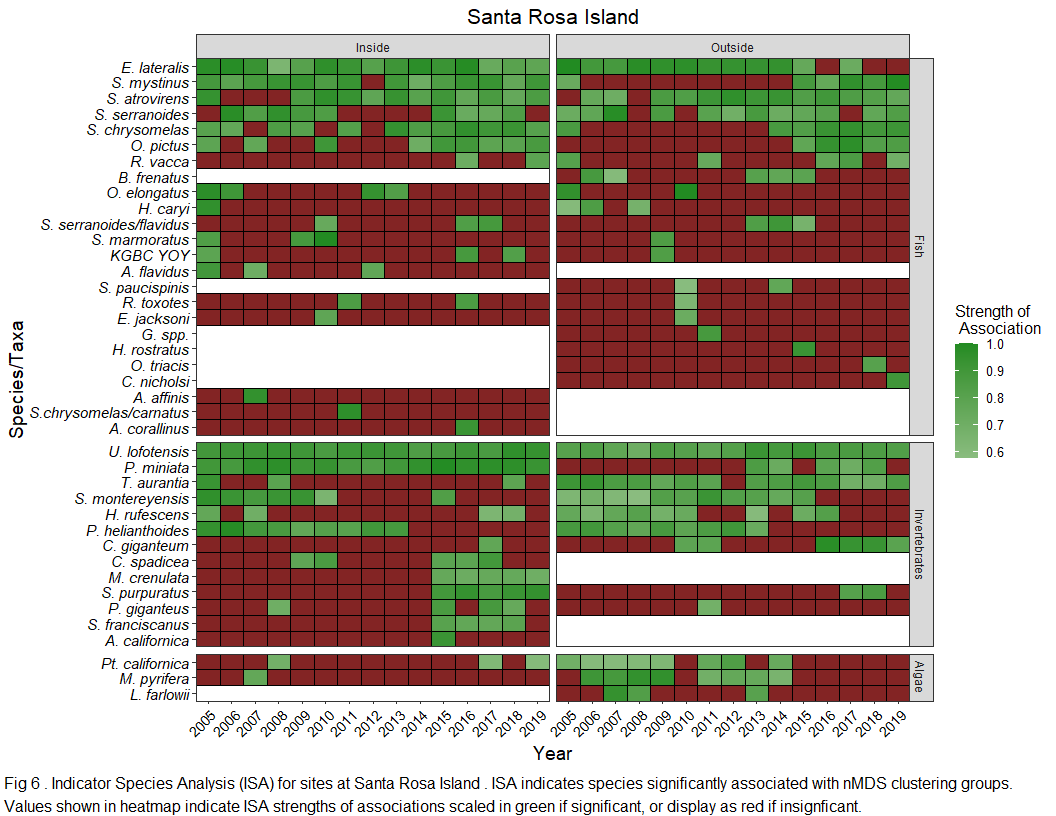 Santa Rosa Island
Inside
Outside
E. lateralis
S. mystinus
S. atrovirens
S. serranoides
S. chrysomelas
O. pictus
R. vacca
B. frenatus
O. elongatus
H. caryi
S. serranoides/flavidus
S. marmoratus
KGBC YOY
A. flavidus
S. paucispinis
R. toxotes
E. jacksoni
G. spp.
H. rostratus
O. triacis
C. nicholsi
A. affinis
S.chrysomelas/carnatus
A. corallinus
Fish
U. lofotensis
P. miniata
T. aurantia
S. montereyensis
H. rufescens
P. helianthoides
C. giganteum
C. spadicea
M. crenulata
S. purpuratus
P. giganteus
S. franciscanus
A. californica
Invertebrates
Pt. californica
M. pyrifera
L. farlowii
Algae
Species/Taxa
2005 2006 2007 2008 2009 2010 2011 2012 2013 2014 2015 2016 2017 2018 2019
2005 2006 2007 2008 2009 2010 2011 2012 2013 2014 2015 2016 2017 2018 2019
Year
Strength of
Association
1.0
0.9
0.8
0.7
0.6
Fig 6 . Indicator Species Analysis (ISA) for sites at Santa Rosa Island . ISA indicates species significantly associated with nMDS clustering groups.
Values shown in heatmap indicate ISA strengths of associations scaled in green if significant, or display as red if insignficant.